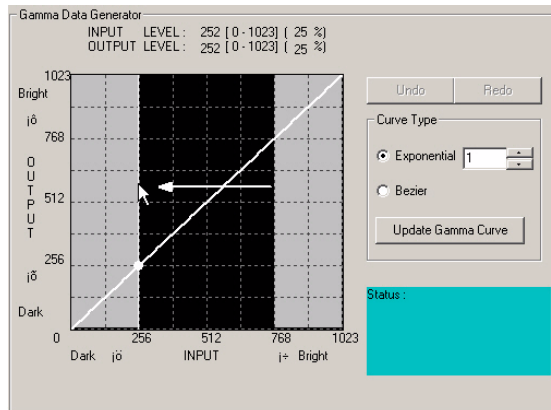 Gamma Data Generator
INPUT LEVEL : 252 [ 0 - 1023] ( 25 %)
OUTPUT LEVEL : 252 [ 0 - 1023] ( 25 %)
1023
Bright
¡ô
768
OUTPUT
512
256
¡õ
Dark
0
256
512
768
1023
Dark ¡ö INPUT ¡÷ Bright
Undo
Redo
Curve Type
Exponential 1
Bezier
Update Gamma Curve
Status :